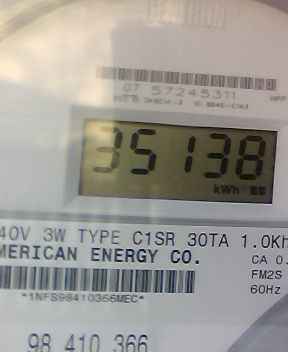 CENTRON
07 57245311
35138
kWh
40V 3W TYPE C1SR 30TA 1.0Kh
MERICAN ENERGY CO.
CA 0.
FM2S
60Hz
*1NFS98410366MEC*
98 410 366